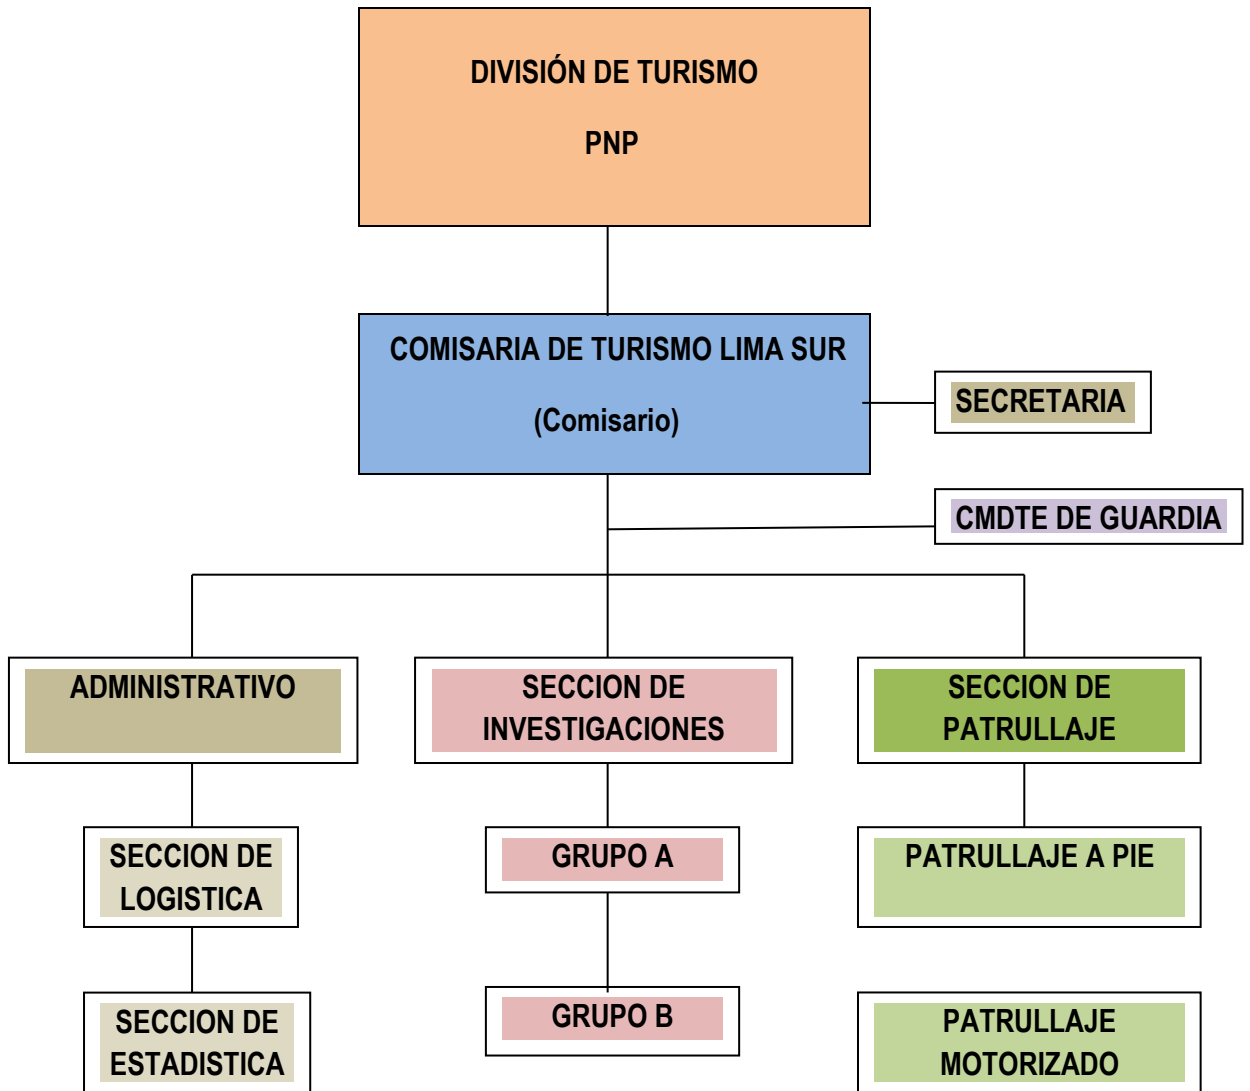 DIVISIÓN DE TURISMO
PNP
COMISARIA DE TURISMO LIMA SUR
(Comisario)
SECRETARIA
CMDTE DE GUARDIA
ADMINISTRATIVO
SECCION DE
INVESTIGACIONES
SECCION DE
PATRULLAJE
SECCION DE
LOGISTICA
GRUPO A
PATRULLAJE A PIE
SECCION DE
ESTADISTICA
GRUPO B
PATRULLAJE
MOTORIZADO